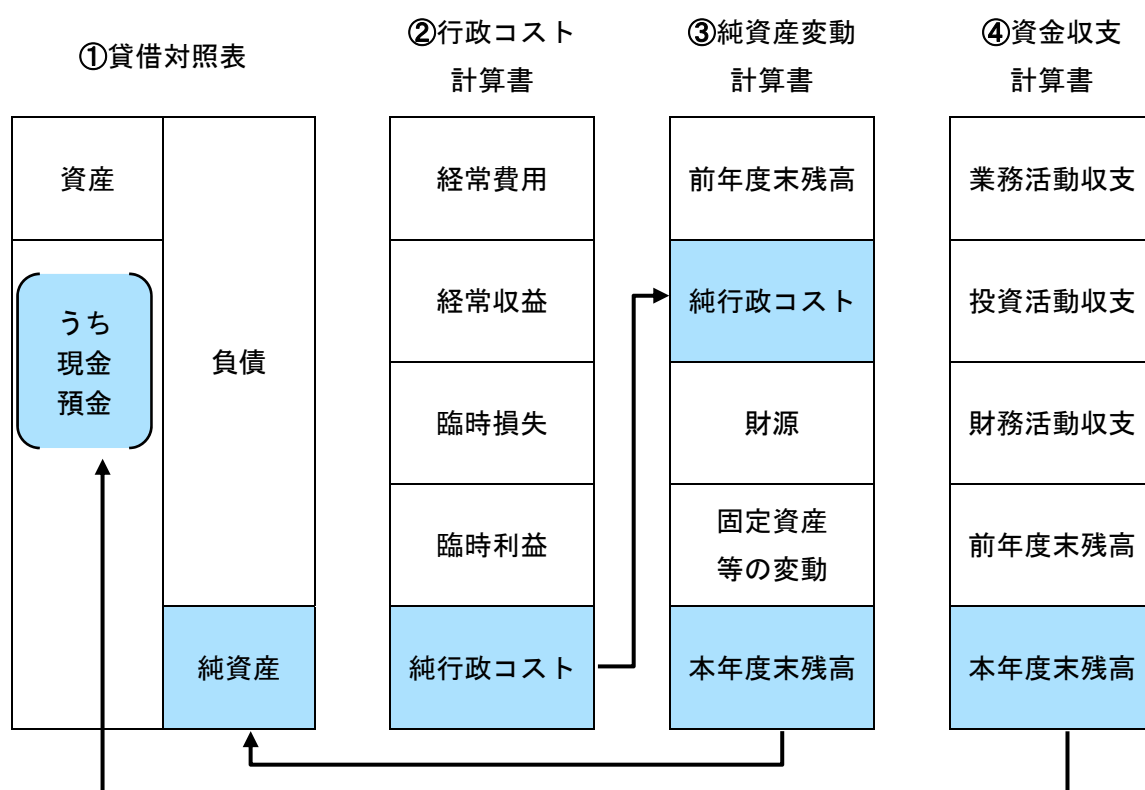 ①貸借対照表
②行政コスト
計算書
③純資産変動
計算書
④資金収支
計算書
資産
うち
現金
預金
負債
純資産
経常費用
経常収益
臨時損失
臨時利益
純行政コスト
前年度末残高
純行政コスト
財源
固定資産
等の変動
本年度末残高
業務活動収支
投資活動収支
財務活動収支
前年度末残高
本年度末残高